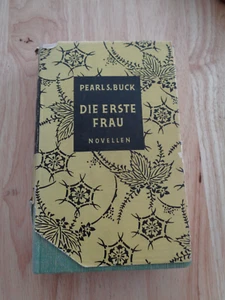 PEARL S. BUCK
DIE ERSTE
FRAU
NOVELLEN